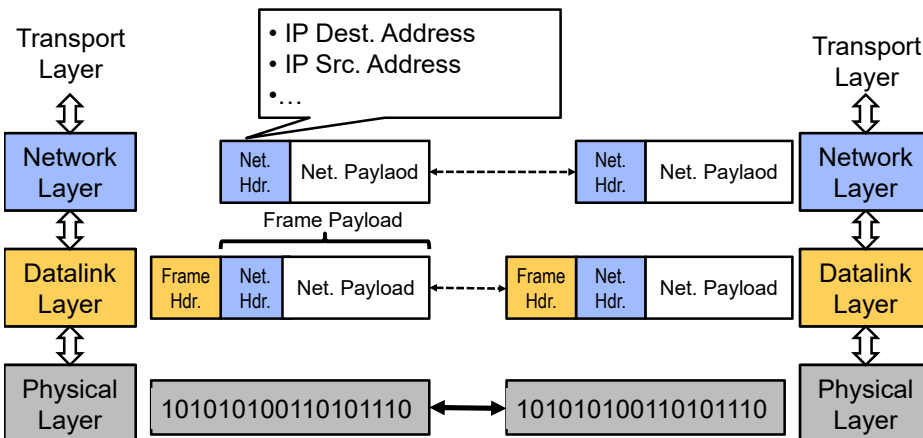 Transport
Layer
• IP Dest. Address
• IP Src. Address
•...
Transport
Layer
Network
Layer
Net.
Hdr.
Net. Paylaod
Net.
Hdr.
Net. Payload
Network
Layer
Frame Payload
Datalink
Layer
Frame
Hdr.
Net.
Hdr.
Net. Payload
Frame
Hdr.
Net.
Hdr.
Net. Payload
Datalink
Layer
Physical
Layer
101010100110101110
101010100110101110
Physical
Layer